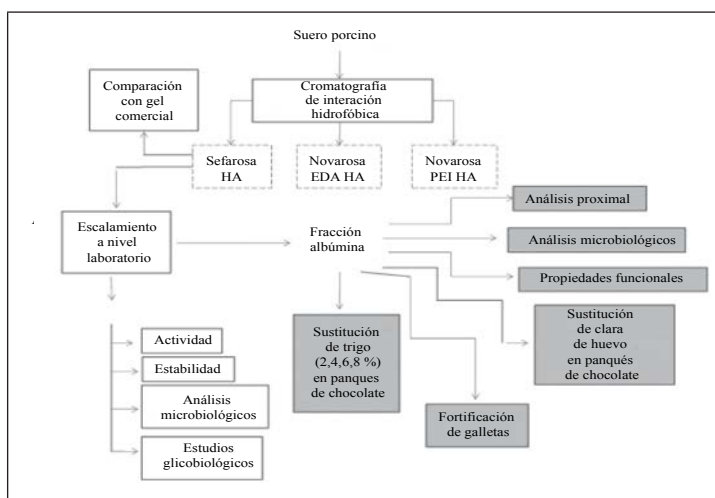 Suero porcino
Comparación
con gel
comercial
Cromatografía
de interación
hidrofóbica
Sefarosa
HA
Novarosa
EDA HA
Novarosa
PEI HA
Escalamiento
a nivel
laboratorio
Fracción
albúmina
Análisis proximal
Análisis microbiológicos
Propiedades funcionales
Sustitución
de clara
de huevo
en panqués
de chocolate
Sustitución
de trigo
(2,4,6,8 %)
en panques
de chocolate
Fortificación
de galletas
Actividad
Estabilidad
Análisis
microbiológicos
Estudios
glicobiológicos